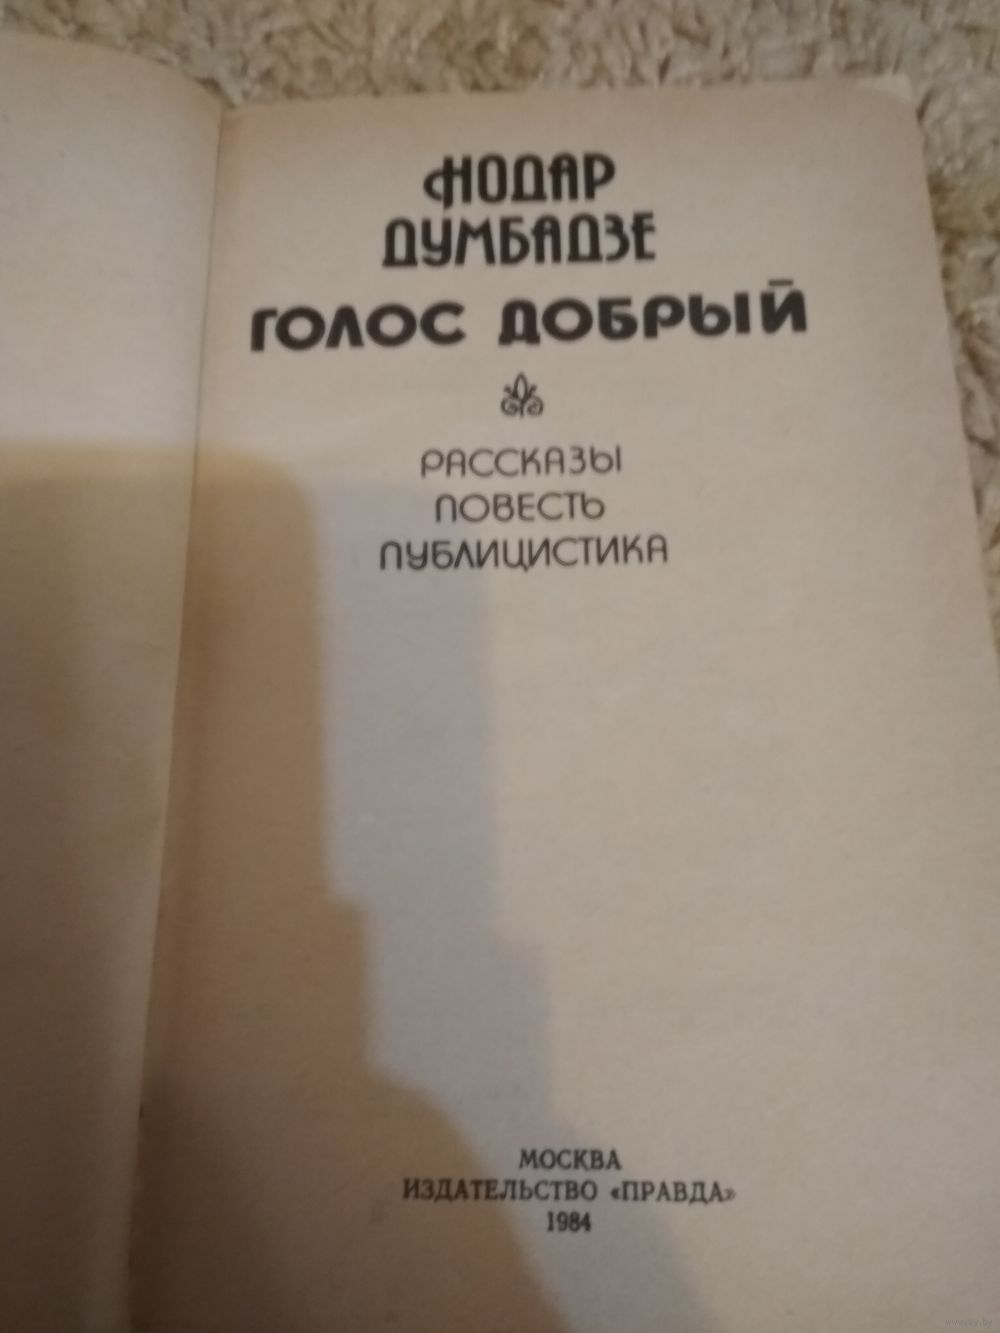 НОДАР
ДУМБАДЗЕ
ГОЛОС ДОБРЫЙ
РАССКАЗЫ
ПОВЕСТЬ
ПУБЛИЦИСТИКА
МОСКВА
ИЗДАТЕЛЬСТВО «ПРАВДА»
1984